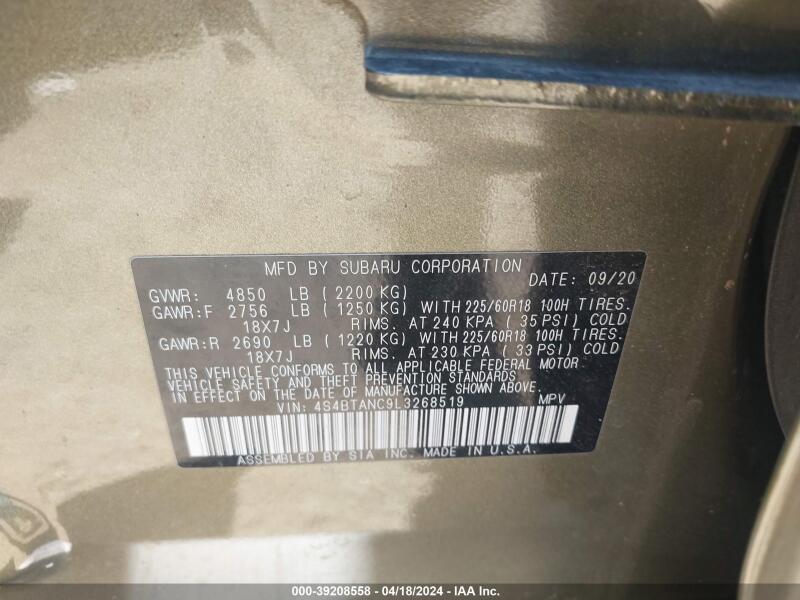 MFD BY SUBARU CORPORATION
DATE: 09/20
GVWR: 4850 LB ( 2200 KG)
GAWR:F 2756 LB ( 1250 KG) WITH 225/60R18 100H TIRES.
18X7J RIMS. AT 240 KPA ( 35 PSI) COLD
GAWR:R 2690 LB ( 1220 KG) WITH 225/60R18 100H TIRES.
18X7J RIMS. AT 230 KPA ( 33 PSI) COLD
THIS VEHICLE CONFORMS TO ALL APPLICABLE FEDERAL MOTOR
VEHICLE SAFETY AND THEFT PREVENTION STANDARDS
IN EFFECT ON THE DATE OF MANUFACTURE SHOWN ABOVE.
VIN: 4S4BTANC9L3268519 MPV
ASSEMBLED BY SIA INC. MADE IN U.S.A.
000-39208558 - 04/18/2024 - IAA Inc.